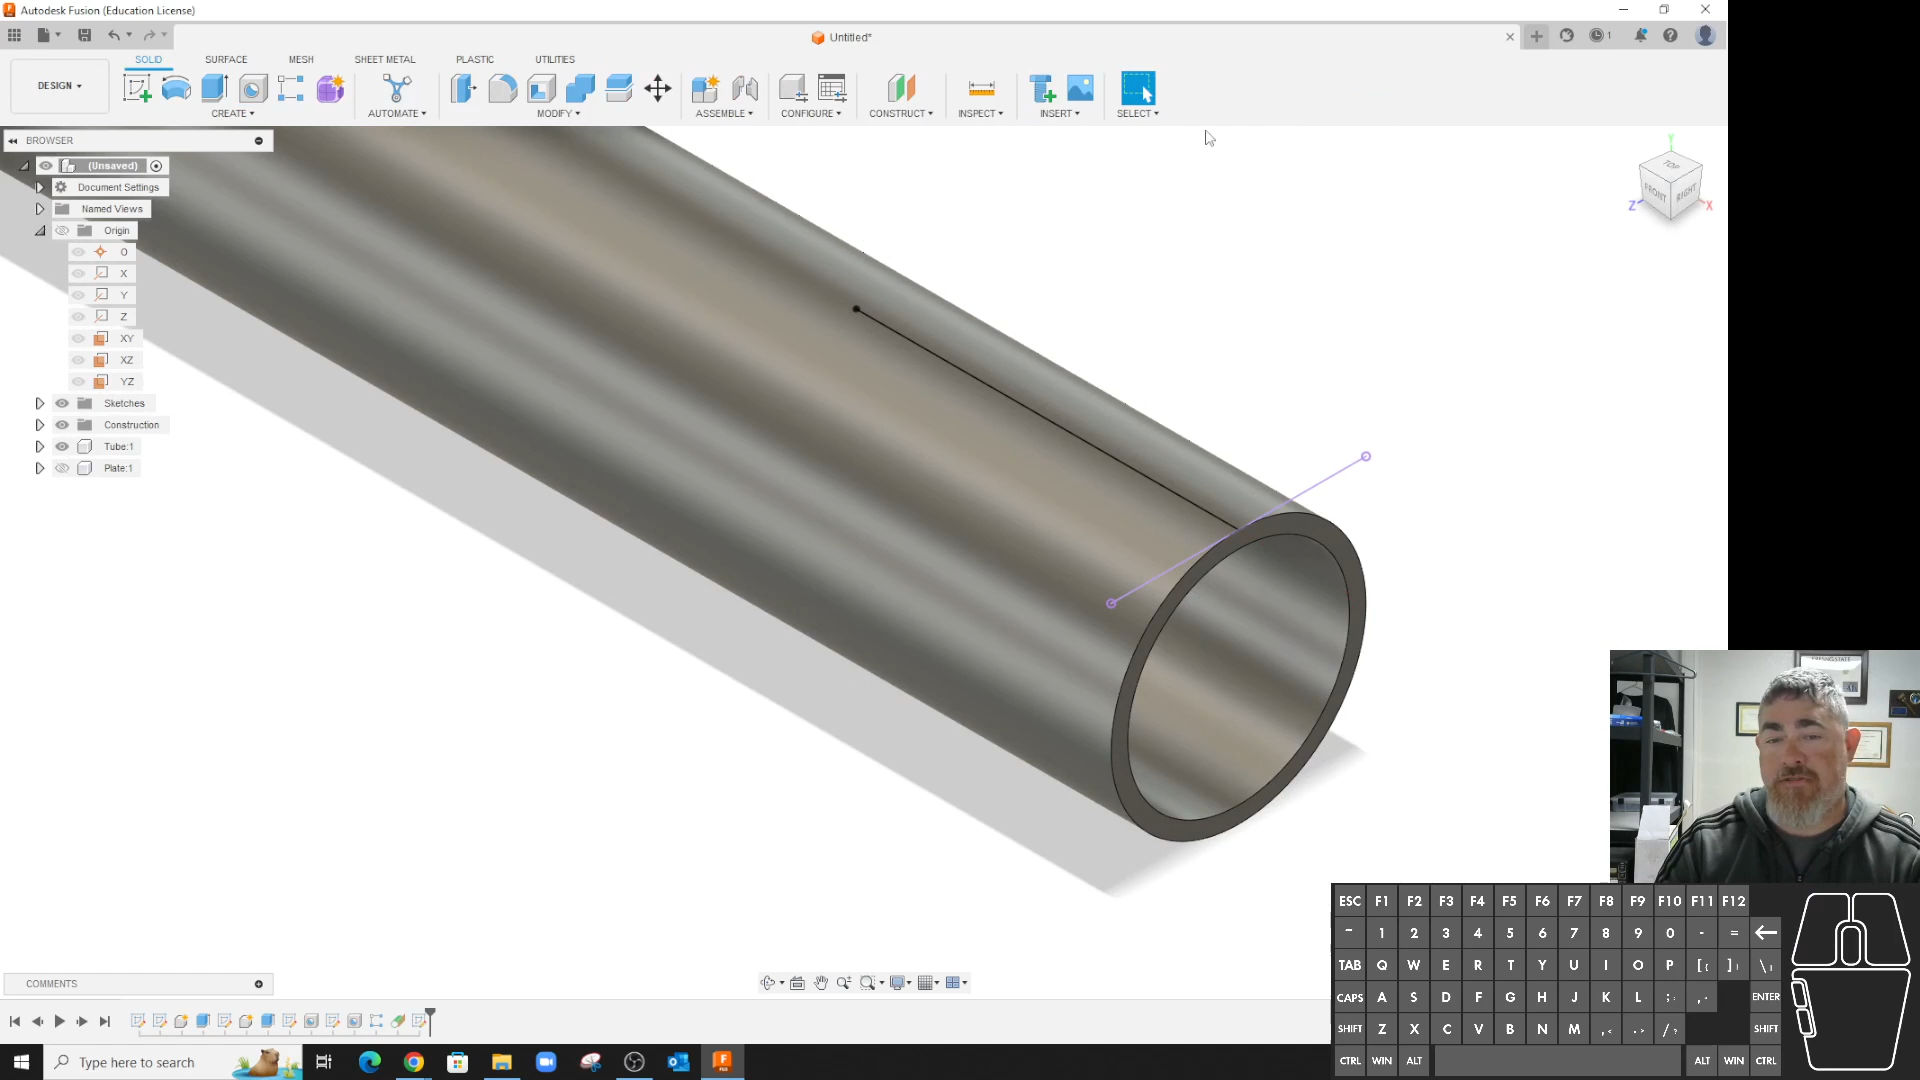 Autodesk Fusion (Education License)
Untitled*
1
DESIGN
SOLID
SURFACE
MESH
SHEET METAL
PLASTIC
UTILITIES
CREATE
AUTOMATE
MODIFY
ASSEMBLE
CONFIGURE
CONSTRUCT
INSPECT
INSERT
SELECT
BROWSER
(Unsaved)
Document Settings
Named Views
Origin
O
X
Y
Z
XY
XZ
YZ
Sketches
Construction
Tube:1
Plate:1
Y
TOP
FRONT
RIGHT
Z
X
FRESNO STATE
COMMENTS
Type here to search
ESC F1 F2 F3 F4 F5 F6 F7 F8 F9 F10 F11 F12
~ 1 2 3 4 5 6 7 8 9 0 - =
TAB Q W E R T Y U I O P [{ ]} \|
CAPS A S D F G H J K L ;: ENTER
SHIFT Z X C V B N M ,< .> /? SHIFT
CTRL WIN ALT ALT WIN CTRL